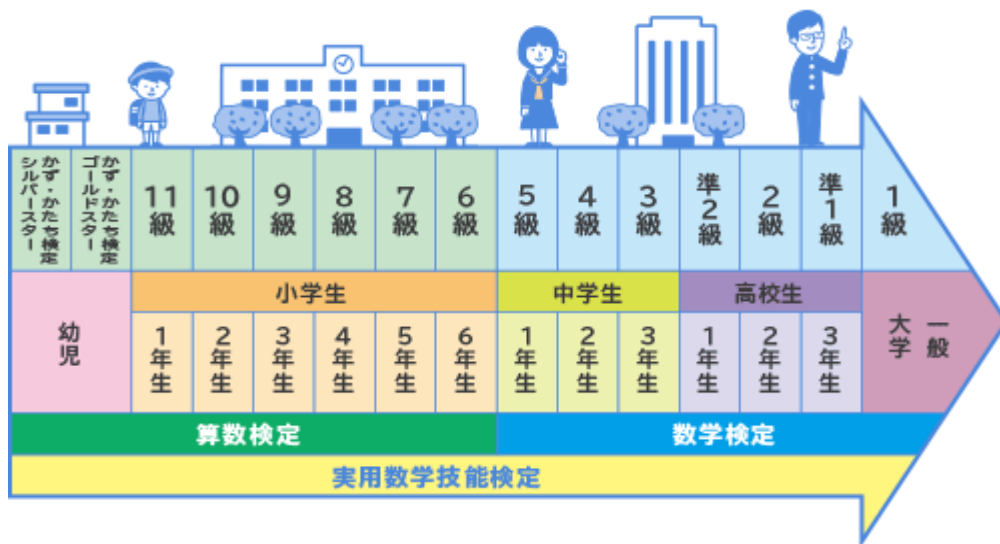 かず・かたち検定
シルバースター
かず・かたち検定
ゴールドスター
11級
10級
9級
8級
7級
6級
5級
4級
3級
準2級
2級
準1級
1級
幼児
小学生
中学生
高校生
1年生
2年生
3年生
4年生
5年生
6年生
1年生
2年生
3年生
1年生
2年生
3年生
一般
大学
算数検定
数学検定
実用数学技能検定